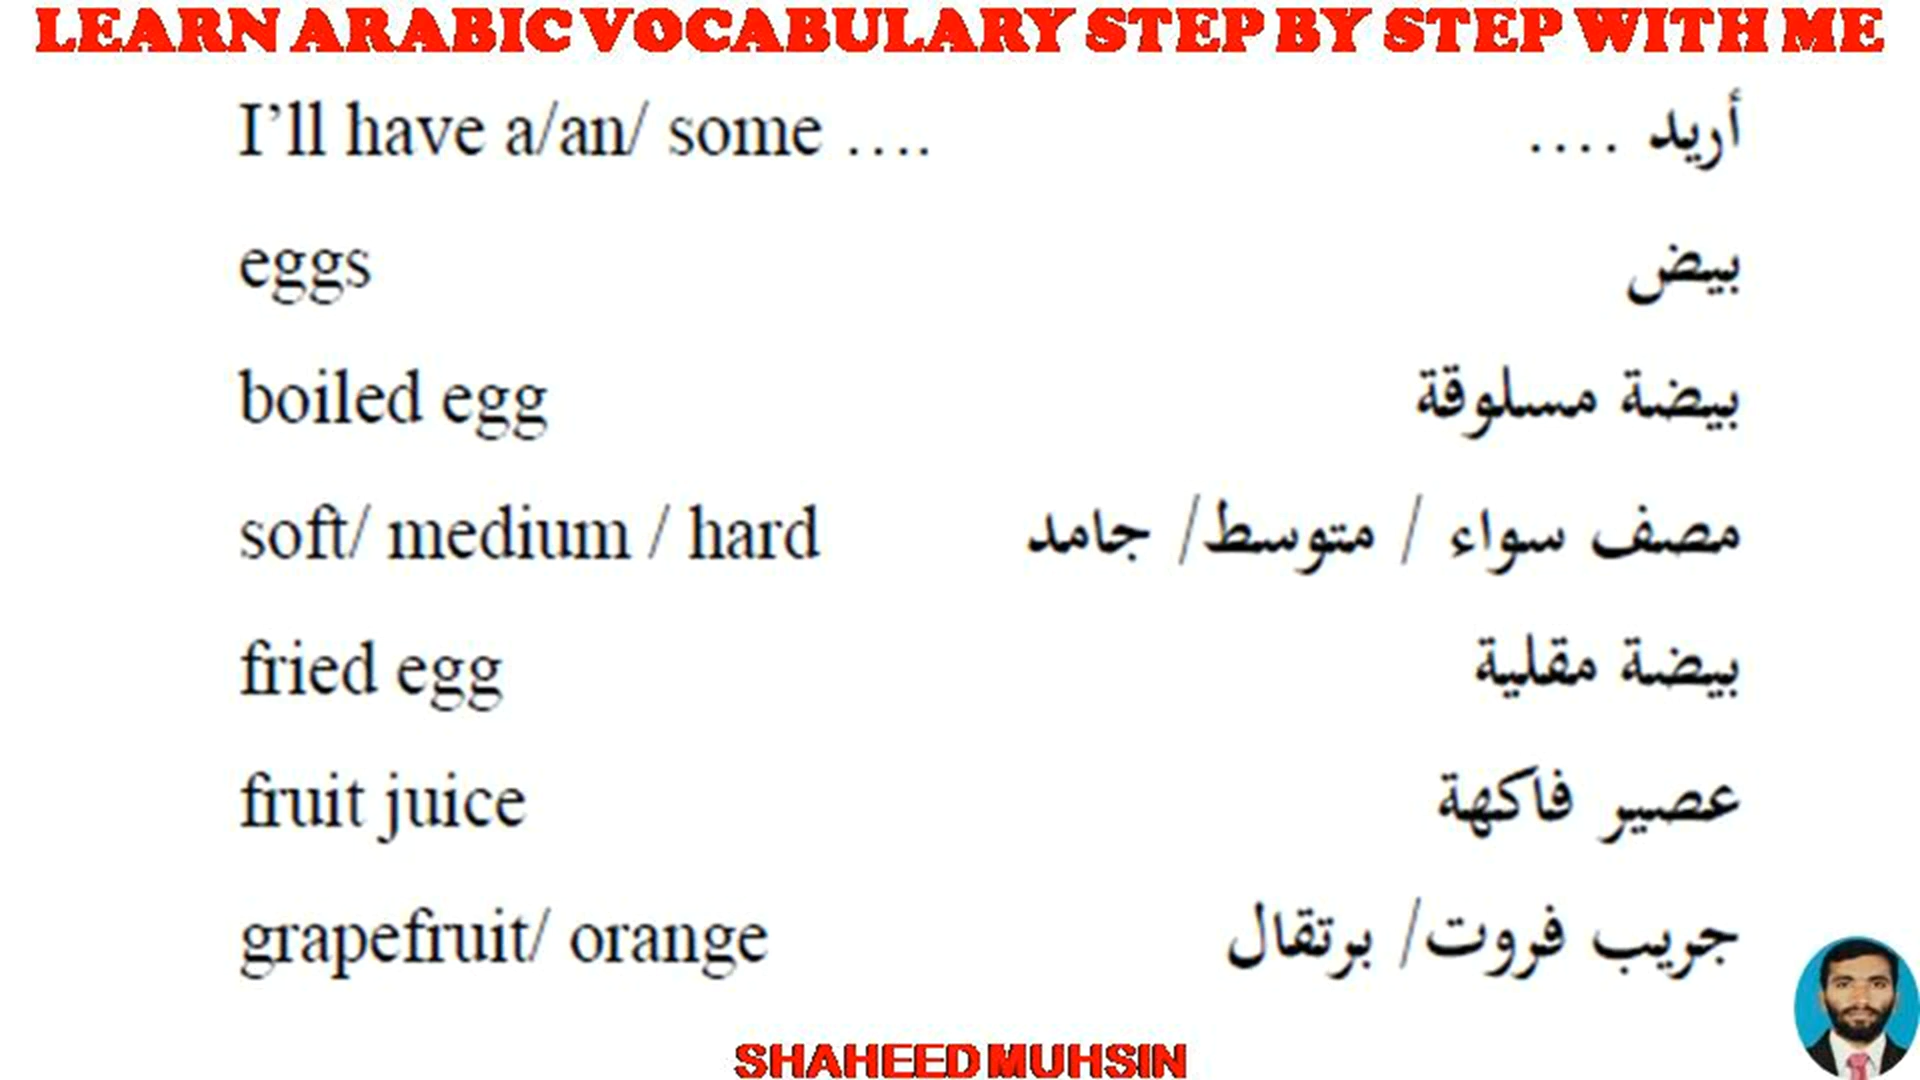 LEARN ARABIC VOCABULARY STEP BY STEP WITH ME
I’ll have a/an/ some .... أريد ....
eggs بيض
boiled egg بيضة مسلوقة
soft/ medium / hard مصف سواء / متوسط/ جامد
fried egg بيضة مقلية
fruit juice عصير فاكهة
grapefruit/ orange جريب فروت/ برتقال
SHAHEED MUHSIN